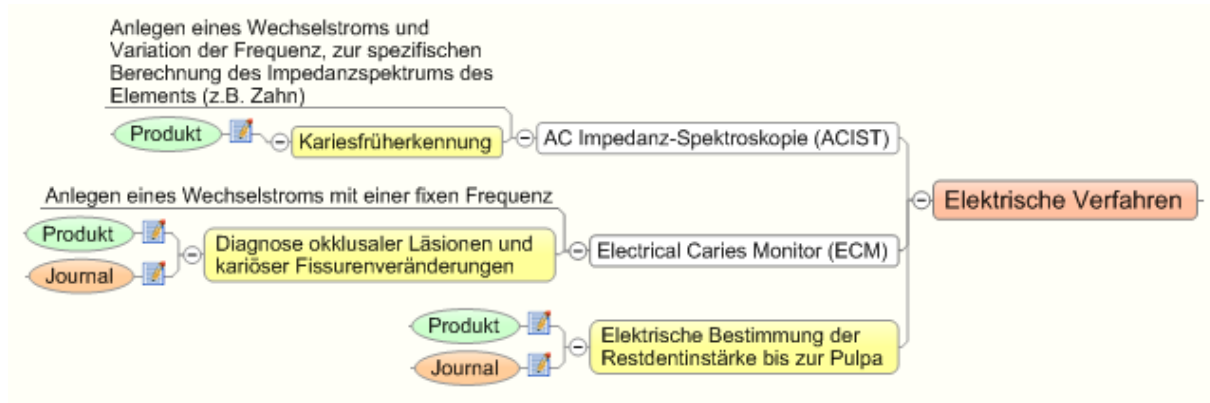 Anlegen eines Wechselstroms und
Variation der Frequenz, zur spezifischen
Berechnung des Impedanzspektrums des
Elements (z.B. Zahn)
Produkt
Kariesfrüherkennung
AC Impedanz-Spektroskopie (ACIST)
Elektrische Verfahren
Anlegen eines Wechselstroms mit einer fixen Frequenz
Produkt
Journal
Diagnose okklusaler Läsionen und
kariöser Fissurenveränderungen
Electrical Caries Monitor (ECM)
Produkt
Journal
Elektrische Bestimmung der
Restdentinstärke bis zur Pulpa